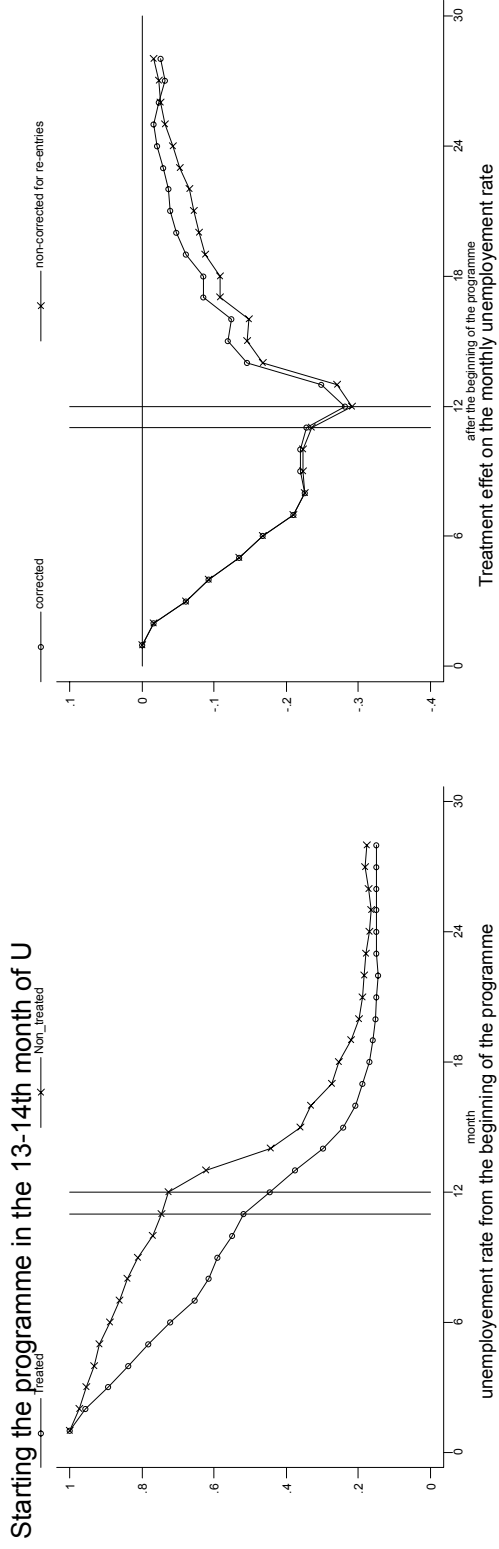 Starting the programme in the 13-14th month of U
Treated
Non_treated
1
.8
.6
.4
.2
0
0
6
12
18
24
30
month
unemployement rate from the beginning of the programme
corrected
non-corrected for re-entries
.1
0
-.1
-.2
-.3
-.4
0
6
12
18
24
30
after the beginning of the programme
Treatment effet on the monthly unemployement rate